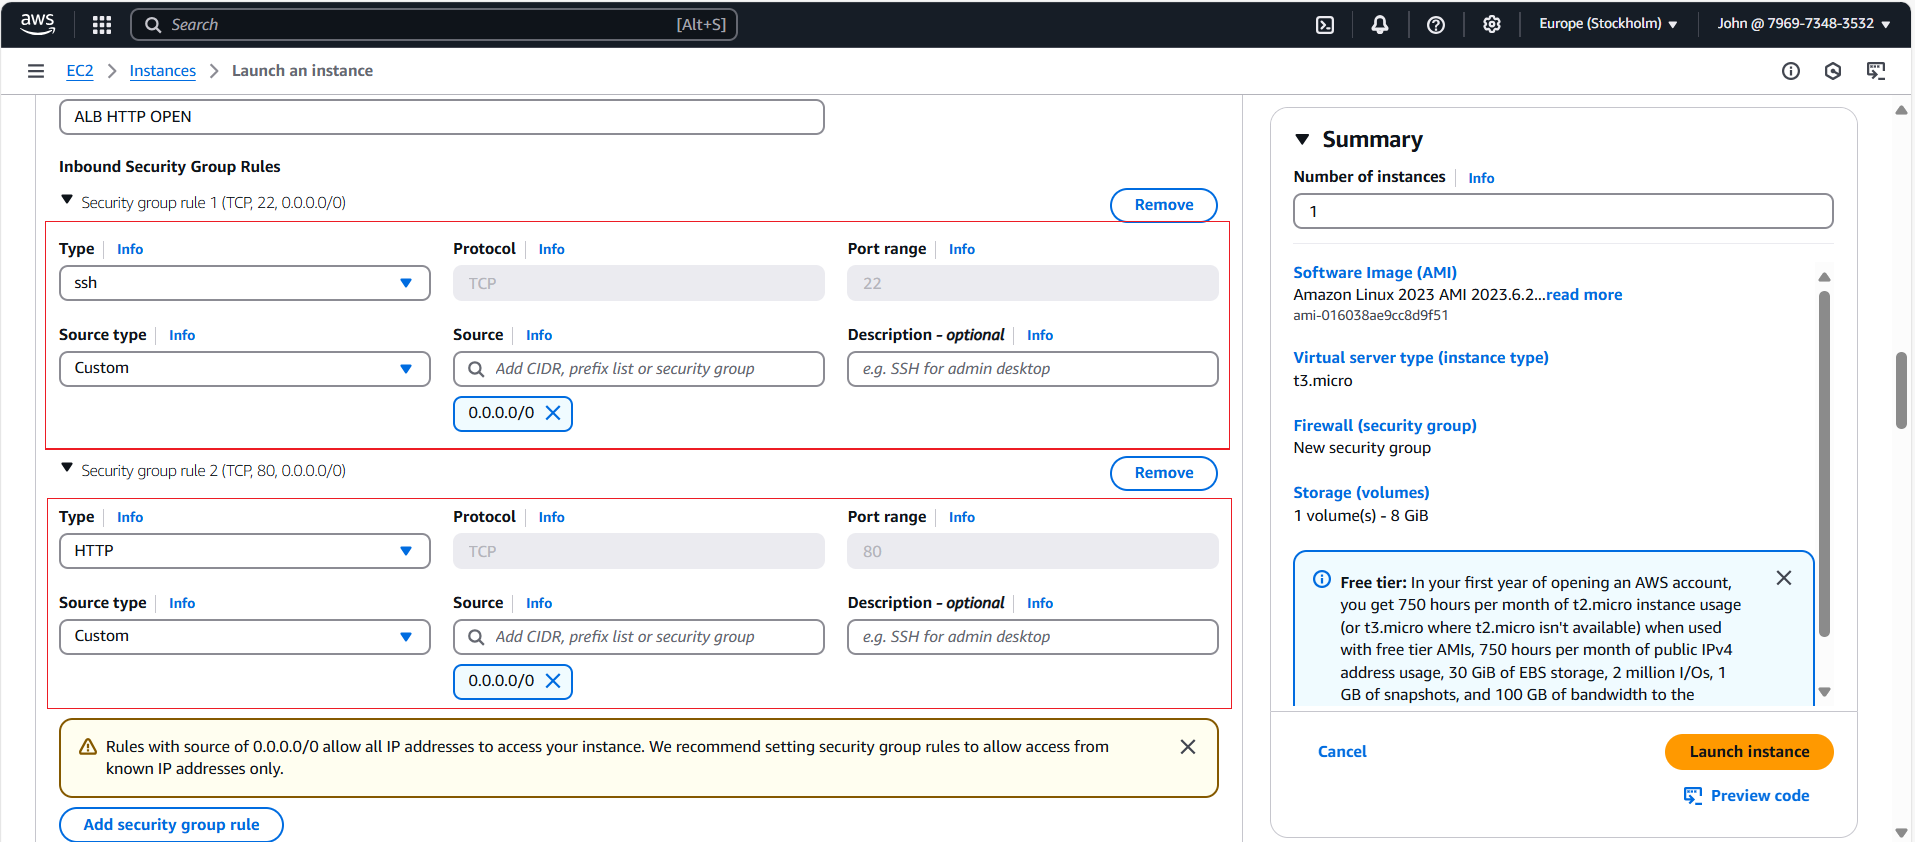 aws
Search
[Alt+S]
Europe (Stockholm)
John @ 7969-7348-3532
EC2
Instances
Launch an instance
ALB HTTP OPEN
Inbound Security Group Rules
Security group rule 1 (TCP, 22, 0.0.0.0/0)
Remove
Type Info
Protocol Info
Port range Info
ssh
TCP
22
Source type Info
Source Info
Description - optional Info
Custom
Add CIDR, prefix list or security group
e.g. SSH for admin desktop
0.0.0.0/0
Security group rule 2 (TCP, 80, 0.0.0.0/0)
Remove
Type Info
Protocol Info
Port range Info
HTTP
TCP
80
Source type Info
Source Info
Description - optional Info
Custom
Add CIDR, prefix list or security group
e.g. SSH for admin desktop
0.0.0.0/0
Rules with source of 0.0.0.0/0 allow all IP addresses to access your instance. We recommend setting security group rules to allow access from
known IP addresses only.
Add security group rule
Summary
Number of instances Info
1
Software Image (AMI)
Amazon Linux 2023 AMI 2023.6.2...read more
ami-016038ae9cc8d9f51
Virtual server type (instance type)
t3.micro
Firewall (security group)
New security group
Storage (volumes)
1 volume(s) - 8 GiB
Free tier: In your first year of opening an AWS account,
you get 750 hours per month of t2.micro instance usage
(or t3.micro where t2.micro isn't available) when used
with free tier AMIs, 750 hours per month of public IPv4
address usage, 30 GiB of EBS storage, 2 million I/Os, 1
GB of snapshots, and 100 GB of bandwidth to the
Cancel
Launch instance
Preview code